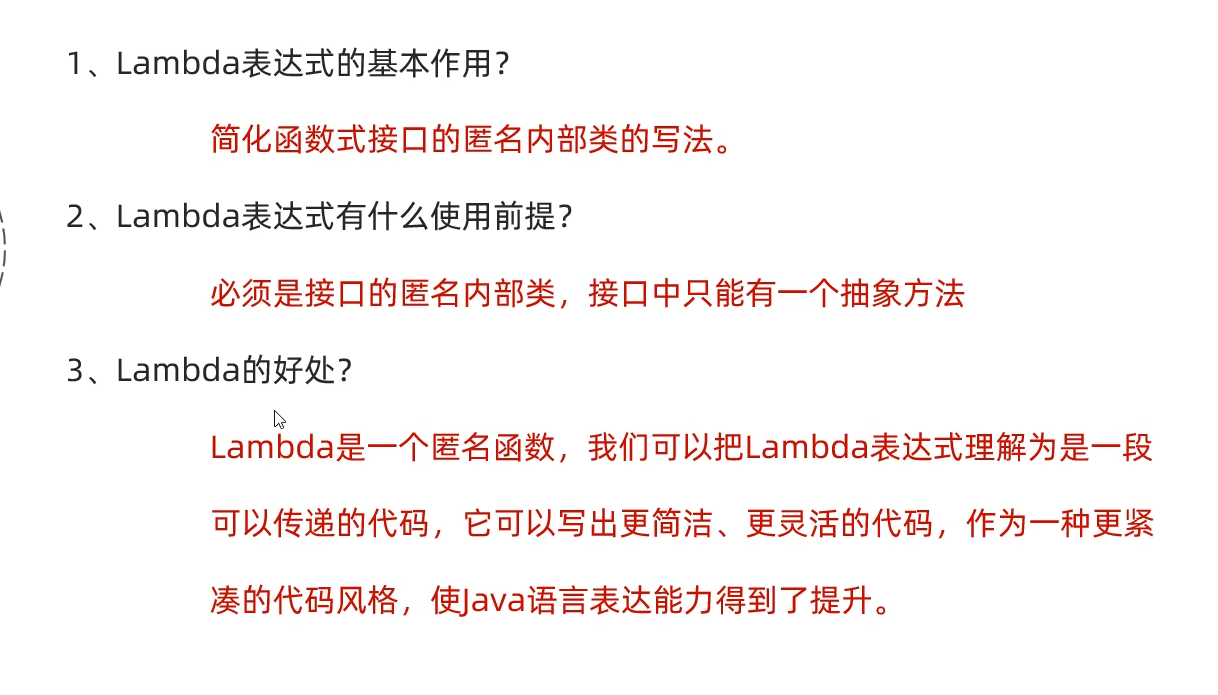 1、Lambda表达式的基本作用？
简化函数式接口的匿名内部类的写法。
2、Lambda表达式有什么使用前提？
必须是接口的匿名内部类，接口中只能有一个抽象方法
3、Lambda的好处？
Lambda是一个匿名函数，我们可以把Lambda表达式理解为是一段
可以传递的代码，它可以写出更简洁、更灵活的代码，作为一种更紧
凑的代码风格，使Java语言表达能力得到了提升。